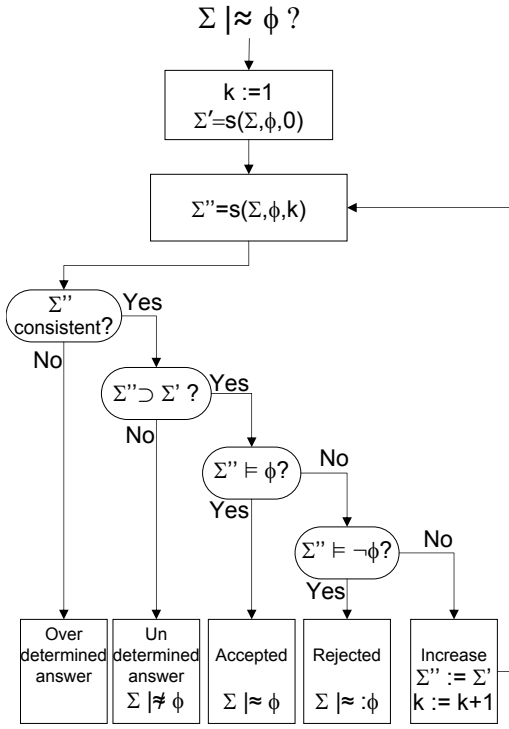 Σ |≈ ϕ ?
k :=1
Σ′=s(Σ,ϕ,0)
Σ''=s(Σ,ϕ,k)
Σ''
consistent?
Yes
No
Σ''⊃ Σ' ?
Yes
No
Σ'' ⊨ ϕ?
No
Yes
Σ'' ⊨ ¬ϕ?
No
Yes
Over
determined
answer
Un
determined
answer
Σ |≉ ϕ
Accepted
Σ |≈ ϕ
Rejected
Σ |≈ :ϕ
Increase
Σ'' := Σ'
k := k+1